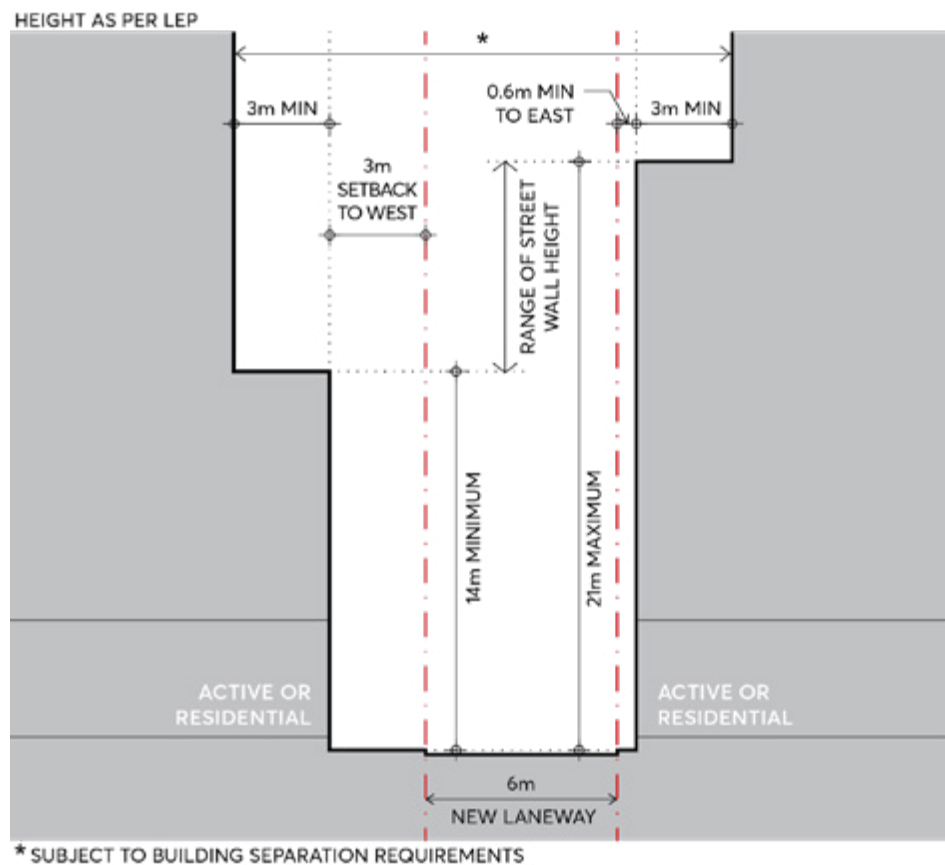 HEIGHT AS PER LEP
*
3m MIN
0.6m MIN
TO EAST
3m MIN
3m
SETBACK
TO WEST
RANGE OF STREET
WALL HEIGHT
14m MINIMUM
21m MAXIMUM
ACTIVE OR
RESIDENTIAL
ACTIVE OR
RESIDENTIAL
6m
NEW LANEWAY
* SUBJECT TO BUILDING SEPARATION REQUIREMENTS